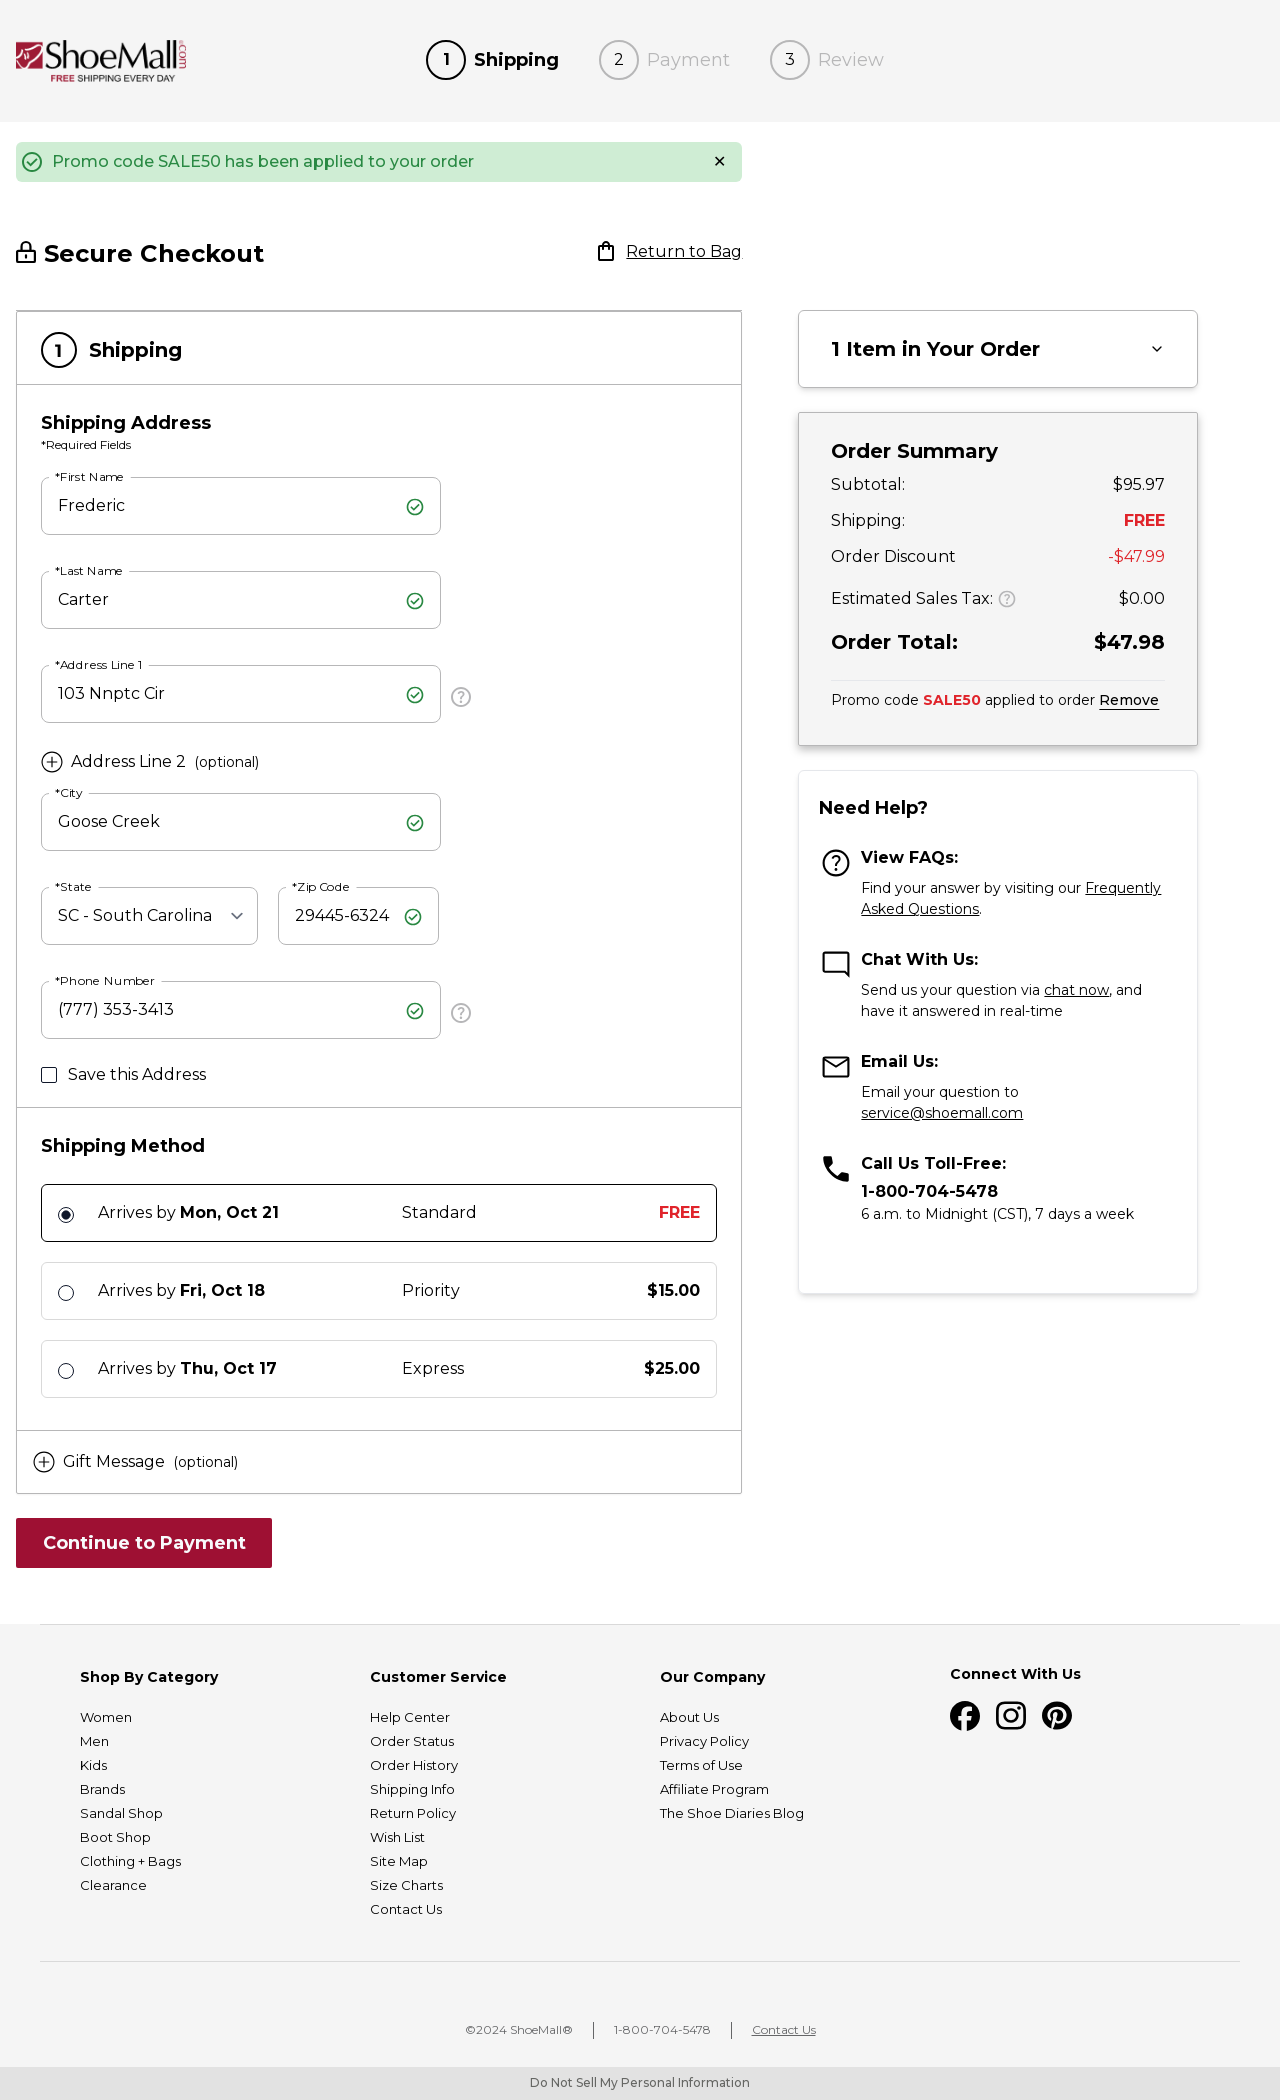 ShoeMall.com
FREE SHIPPING EVERY DAY
1 Shipping
2 Payment
3 Review
Promo code SALE50 has been applied to your order
Secure Checkout
Return to Bag
1 Shipping
Shipping Address
*Required Fields
*First Name
Frederic
*Last Name
Carter
*Address Line 1
103 Nnptc Cir
Address Line 2 (optional)
*City
Goose Creek
*State
SC - South Carolina
*Zip Code
29445-6324
*Phone Number
(777) 353-3413
Save this Address
Shipping Method
Arrives by Mon, Oct 21 Standard FREE
Arrives by Fri, Oct 18 Priority $15.00
Arrives by Thu, Oct 17 Express $25.00
Gift Message (optional)
Continue to Payment
1 Item in Your Order
Order Summary
Subtotal: $95.97
Shipping: FREE
Order Discount -$47.99
Estimated Sales Tax: $0.00
Order Total: $47.98
Promo code SALE50 applied to order Remove
Need Help?
View FAQs:
Find your answer by visiting our Frequently
Asked Questions.
Chat With Us:
Send us your question via chat now, and
have it answered in real-time
Email Us:
Email your question to
service@shoemall.com
Call Us Toll-Free:
1-800-704-5478
6 a.m. to Midnight (CST), 7 days a week
Shop By Category
Women
Men
Kids
Brands
Sandal Shop
Boot Shop
Clothing + Bags
Clearance
Customer Service
Help Center
Order Status
Order History
Shipping Info
Return Policy
Wish List
Site Map
Size Charts
Contact Us
Our Company
About Us
Privacy Policy
Terms of Use
Affiliate Program
The Shoe Diaries Blog
Connect With Us
©2024 ShoeMall® 1-800-704-5478 Contact Us
Do Not Sell My Personal Information